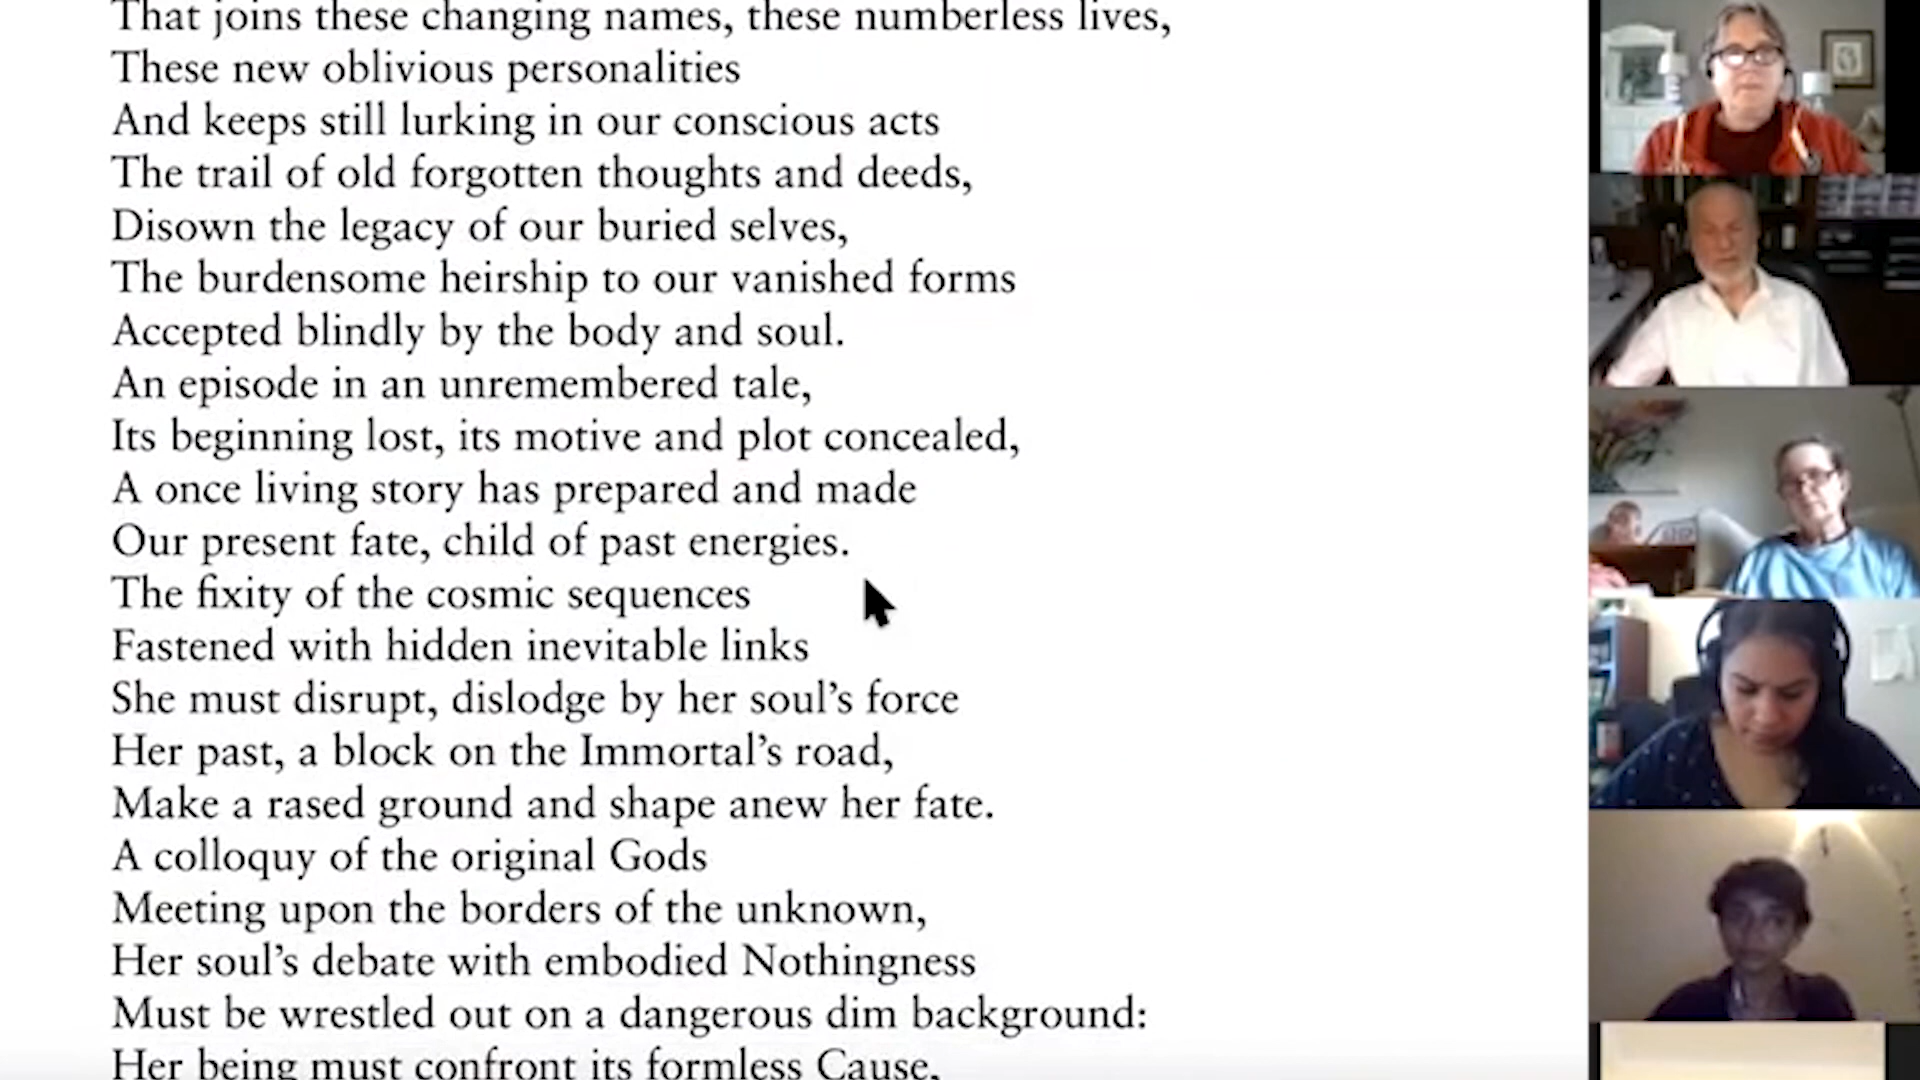 That joins these changing names, these numberless lives,
These new oblivious personalities
And keeps still lurking in our conscious acts
The trail of old forgotten thoughts and deeds,
Disown the legacy of our buried selves,
The burdensome heirship to our vanished forms
Accepted blindly by the body and soul.
An episode in an unremembered tale,
Its beginning lost, its motive and plot concealed,
A once living story has prepared and made
Our present fate, child of past energies.
The fixity of the cosmic sequences
Fastened with hidden inevitable links
She must disrupt, dislodge by her soul’s force
Her past, a block on the Immortal’s road,
Make a rased ground and shape anew her fate.
A colloquy of the original Gods
Meeting upon the borders of the unknown,
Her soul’s debate with embodied Nothingness
Must be wrestled out on a dangerous dim background:
Her being must confront its formless Cause,